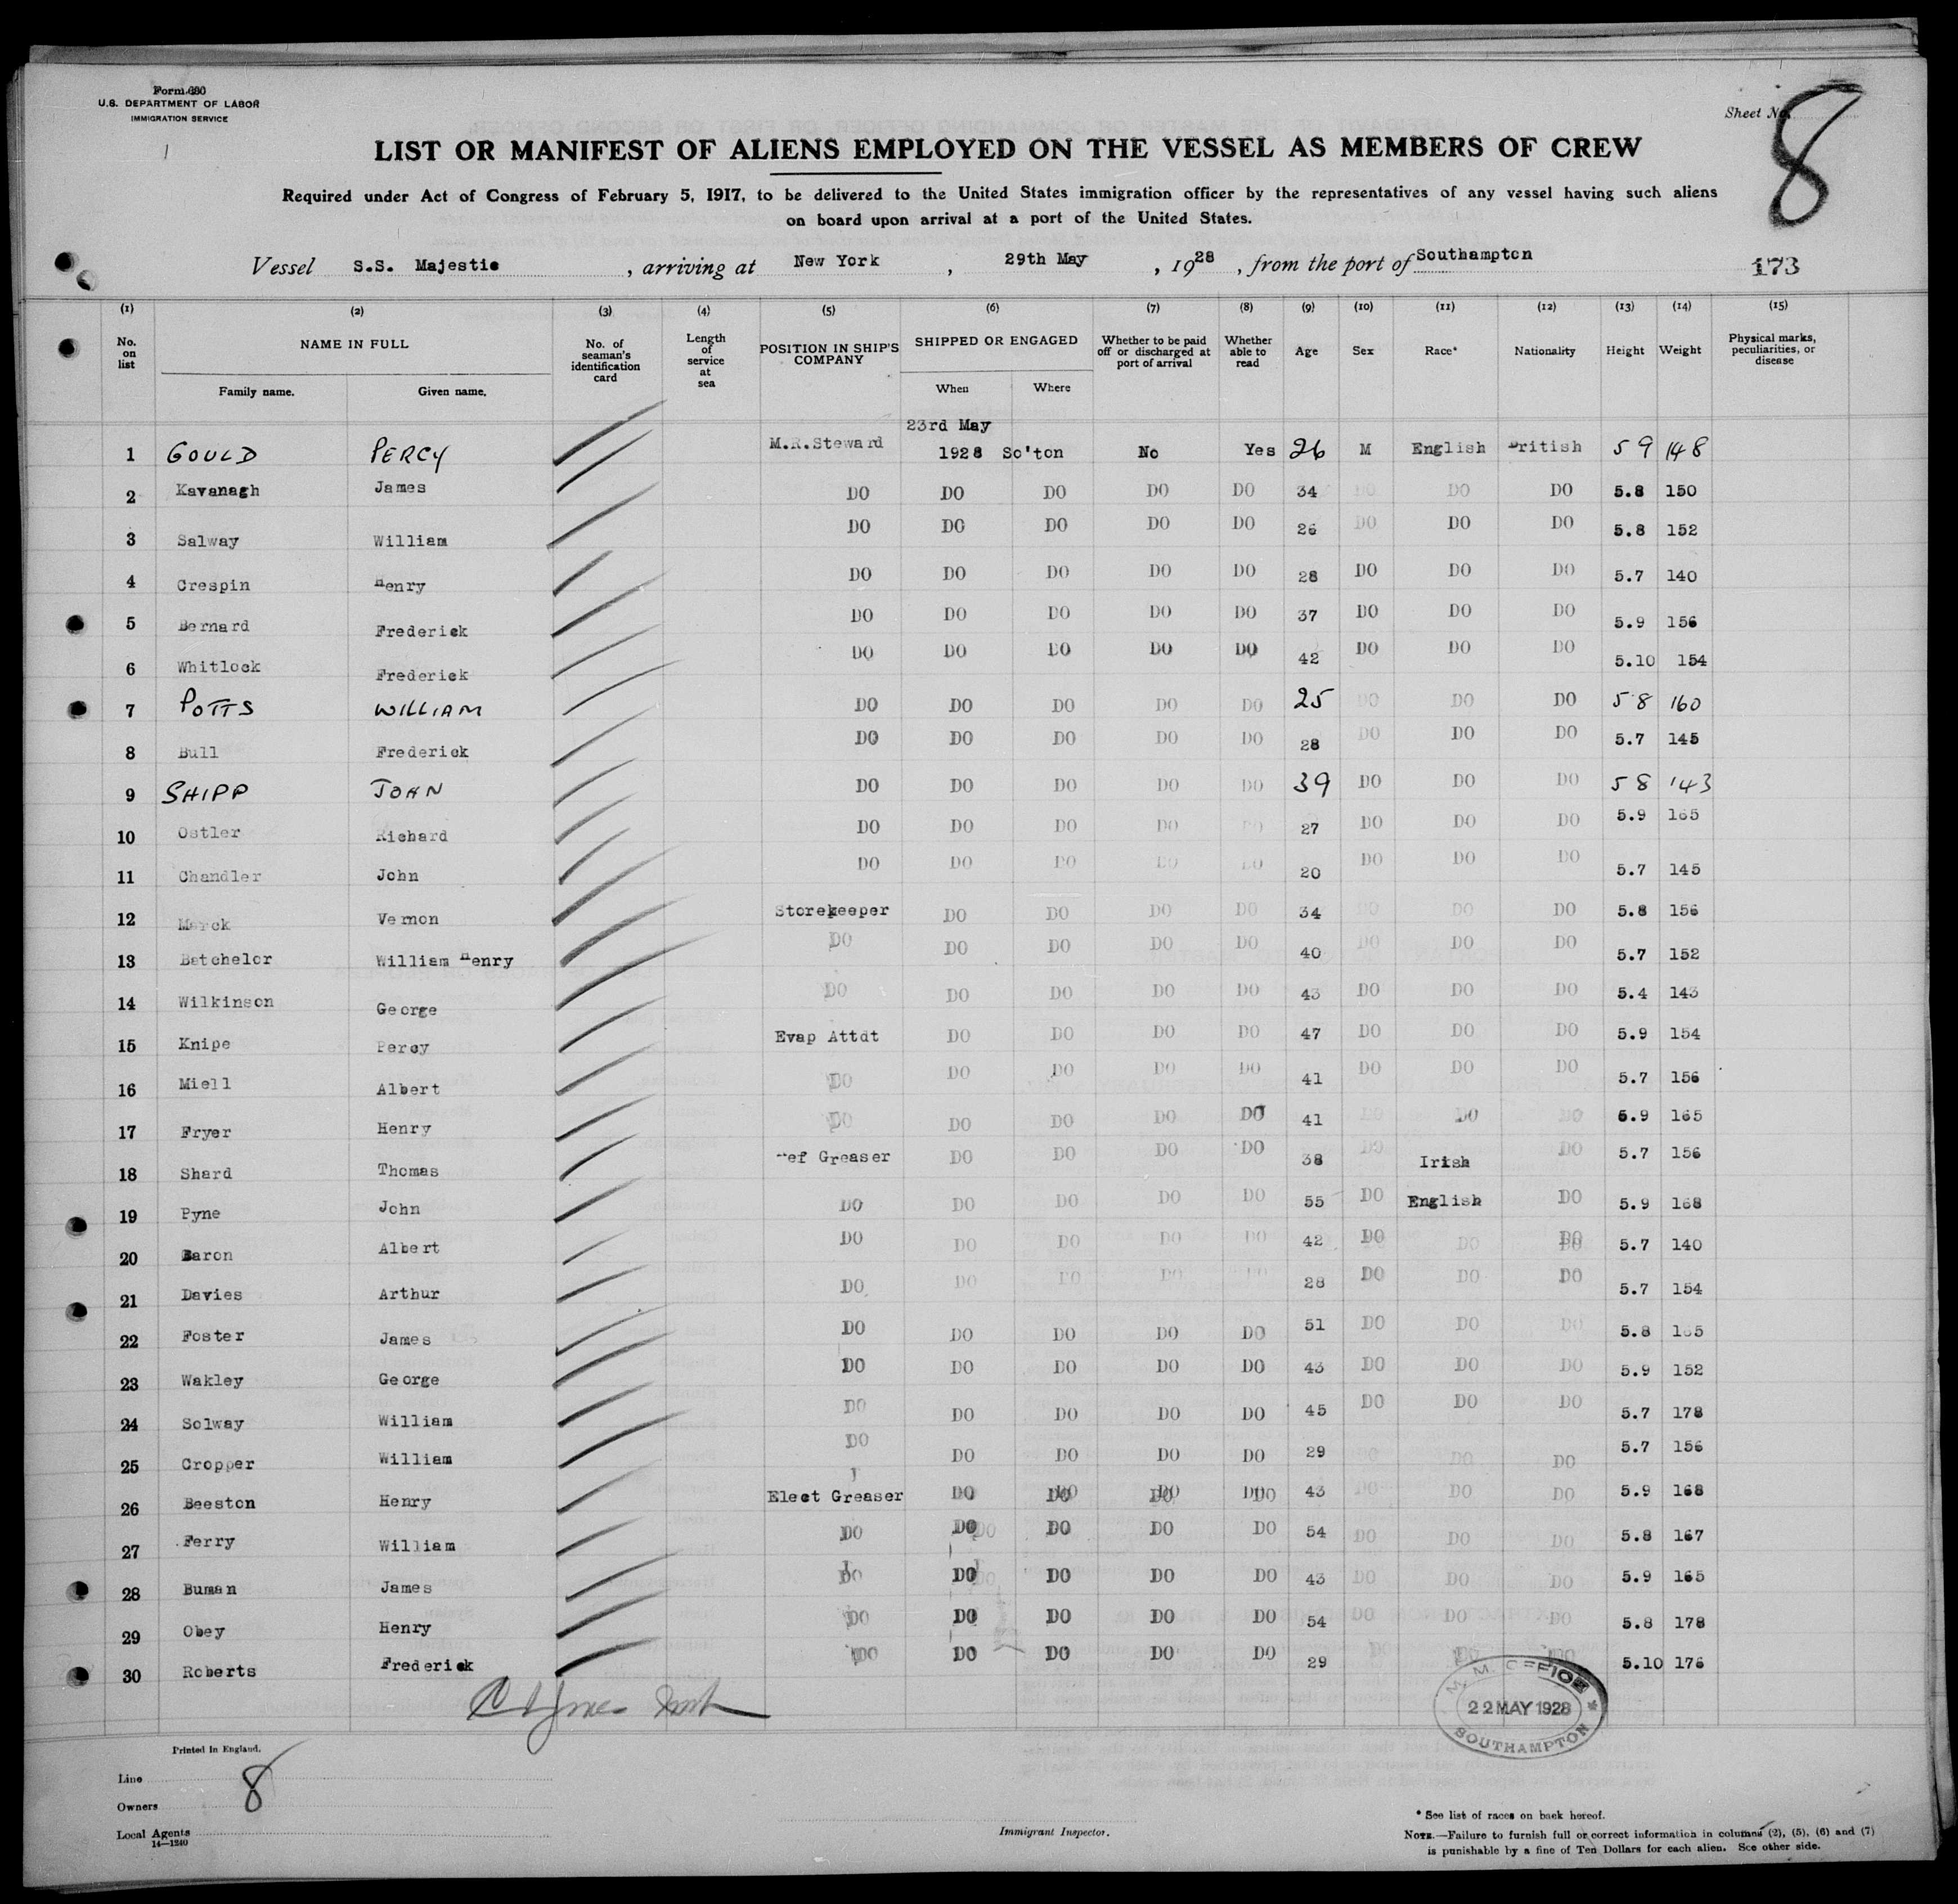 Form 680
U.S. DEPARTMENT OF LABOR
IMMIGRATION SERVICE
Sheet No. 8
LIST OR MANIFEST OF ALIENS EMPLOYED ON THE VESSEL AS MEMBERS OF CREW
Required under Act of Congress of February 5, 1917, to be delivered to the United States immigration officer by the representatives of any vessel having such aliens
on board upon arrival at a port of the United States.
Vessel S.S. Majestic, arriving at New York, 29th May, 1928, from the port of Southampton 173
(1) (2) (3) (4) (5) (6) (7) (8) (9) (10) (11) (12) (13) (14) (15)
No. on list NAME IN FULL Family name. Given name. No. of seaman's identification card Length of service at sea POSITION IN SHIP'S COMPANY SHIPPED OR ENGAGED When Where Whether to be paid off or discharged at port of arrival Whether able to read Age Sex Race* Nationality Height Weight Physical marks, peculiarities, or disease
1 GOULD PERCY M.R.Steward 23rd May 1928 So'ton No Yes 26 M English British 5 9 148
2 Kavanagh James DO DO DO DO DO 34 DO DO DO 5.8 150
3 Salway William DO DO DO DO DO 26 DO DO DO 5.8 152
4 Crespin Henry DO DO DO DO DO 28 DO DO DO 5.7 140
5 Bernard Frederick DO DO DO DO DO 37 DO DO DO 5.9 156
6 Whitlock Frederick DO DO DO DO DO 42 DO DO DO 5.10 154
7 POTTS WILLIAM DO DO DO DO DO 25 DO DO DO 5 8 160
8 Bull Frederick DO DO DO DO DO 28 DO DO DO 5.7 145
9 SHIPP JOHN DO DO DO DO DO 39 DO DO DO 5 8 143
10 Ostler Richard DO DO DO DO DO 27 DO DO DO 5.9 165
11 Chandler John DO DO DO DO DO 20 DO DO DO 5.7 145
12 Marck Vernon Storekeeper DO DO DO DO 34 DO DO DO 5.8 156
13 Batchelor William Henry DO DO DO DO DO 40 DO DO DO 5.7 152
14 Wilkinson George DO DO DO DO DO 43 DO DO DO 5.4 143
15 Knipe Percy Evap Attdt DO DO DO DO 47 DO DO DO 5.9 154
16 Miell Albert DO DO DO DO DO 41 DO DO DO 5.7 156
17 Fryer Henry DO DO DO DO DO 41 DO DO DO 5.9 165
18 Shard Thomas Ref Greaser DO DO DO DO 38 DO Irish DO 5.7 156
19 Pyne John DO DO DO DO DO 55 DO English DO 5.9 168
20 Baron Albert DO DO DO DO DO 42 DO DO DO 5.7 140
21 Davies Arthur DO DO DO DO DO 28 DO DO DO 5.7 154
22 Foster James DO DO DO DO DO 51 DO DO DO 5.8
23 Wakley George DO DO DO DO DO 43 DO DO DO 5.9 152
24 Solway William DO DO DO DO DO 45 DO DO DO 5.7 178
25 Cropper William DO DO DO DO DO 29 DO DO DO 5.7 156
26 Beeston Henry Elect Greaser DO DO DO DO 43 DO DO DO 5.9 168
27 Ferry William DO DO DO DO DO 54 DO DO DO 5.8 167
28 Buman James DO DO DO DO DO 43 DO DO DO 5.9 165
29 Obey Henry DO DO DO DO DO 54 DO DO DO 5.8 178
30 Roberts Frederick DO DO DO DO DO 29 DO DO DO 5.10 176
M. M. OFFICE
22 MAY 1928
SOUTHAMPTON
Printed in England.
Line 8
Owners
Local Agents
14—1240
Immigrant Inspector.
* See list of races on back hereof.
NOTE.—Failure to furnish full or correct information in columns (2), (5), (6) and (7)
is punishable by a fine of Ten Dollars for each alien. See other side.